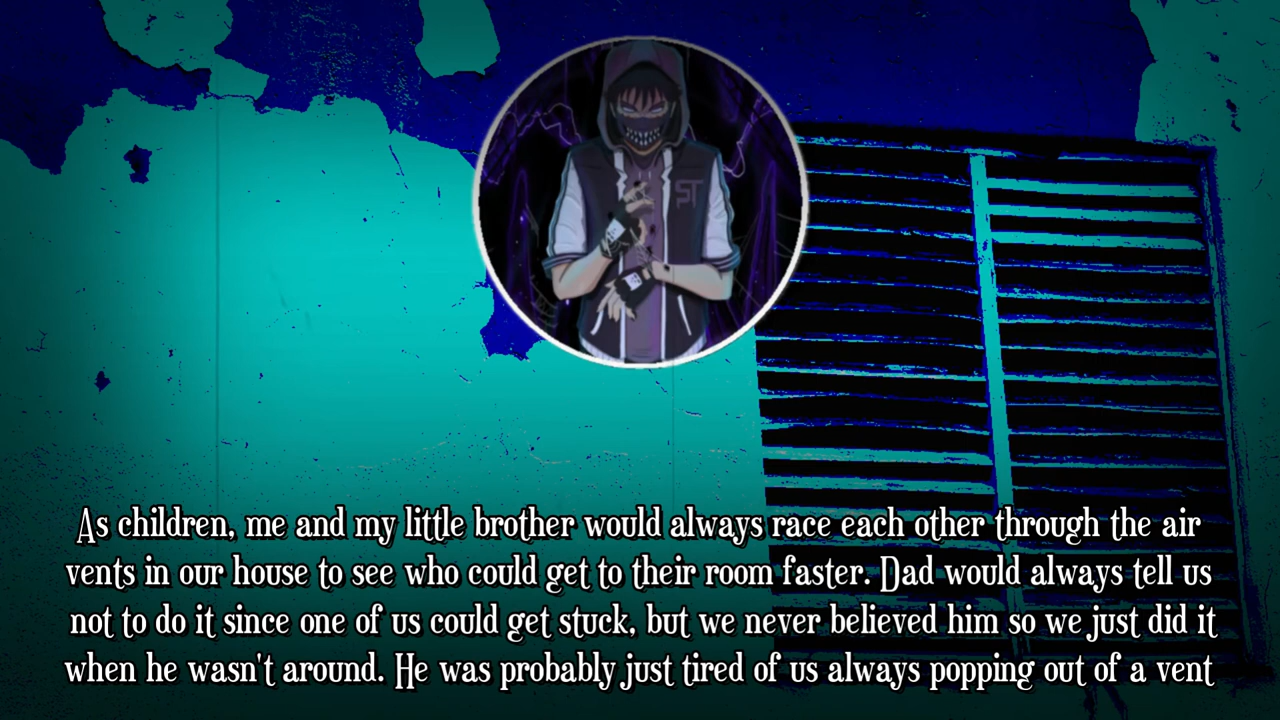 ST
As children, me and my little brother would always race each other through the air
vents in our house to see who could get to their room faster. Dad would always tell us
not to do it since one of us could get stuck, but we never believed him so we just did it
when he wasn't around. He was probably just tired of us always popping out of a vent